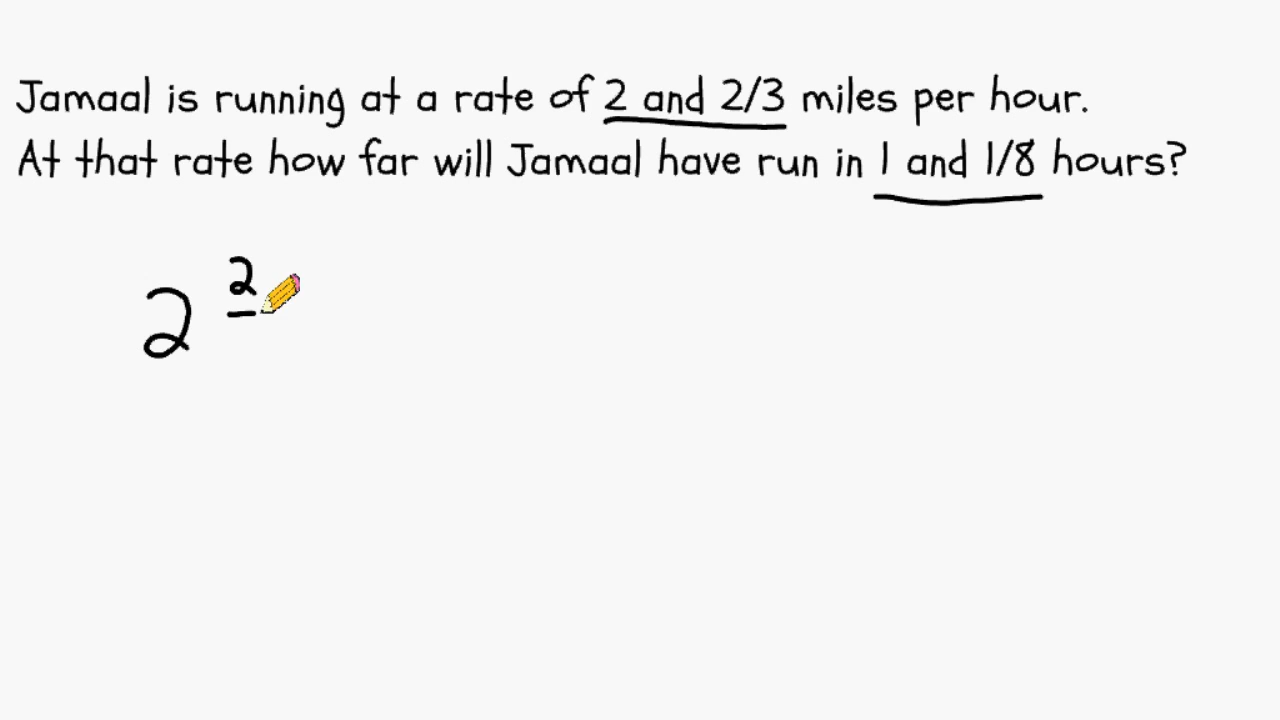 Jamaal is running at a rate of 2 and 2/3 miles per hour.
At that rate how far will Jamaal have run in 1 and 1/8 hours?
2 2